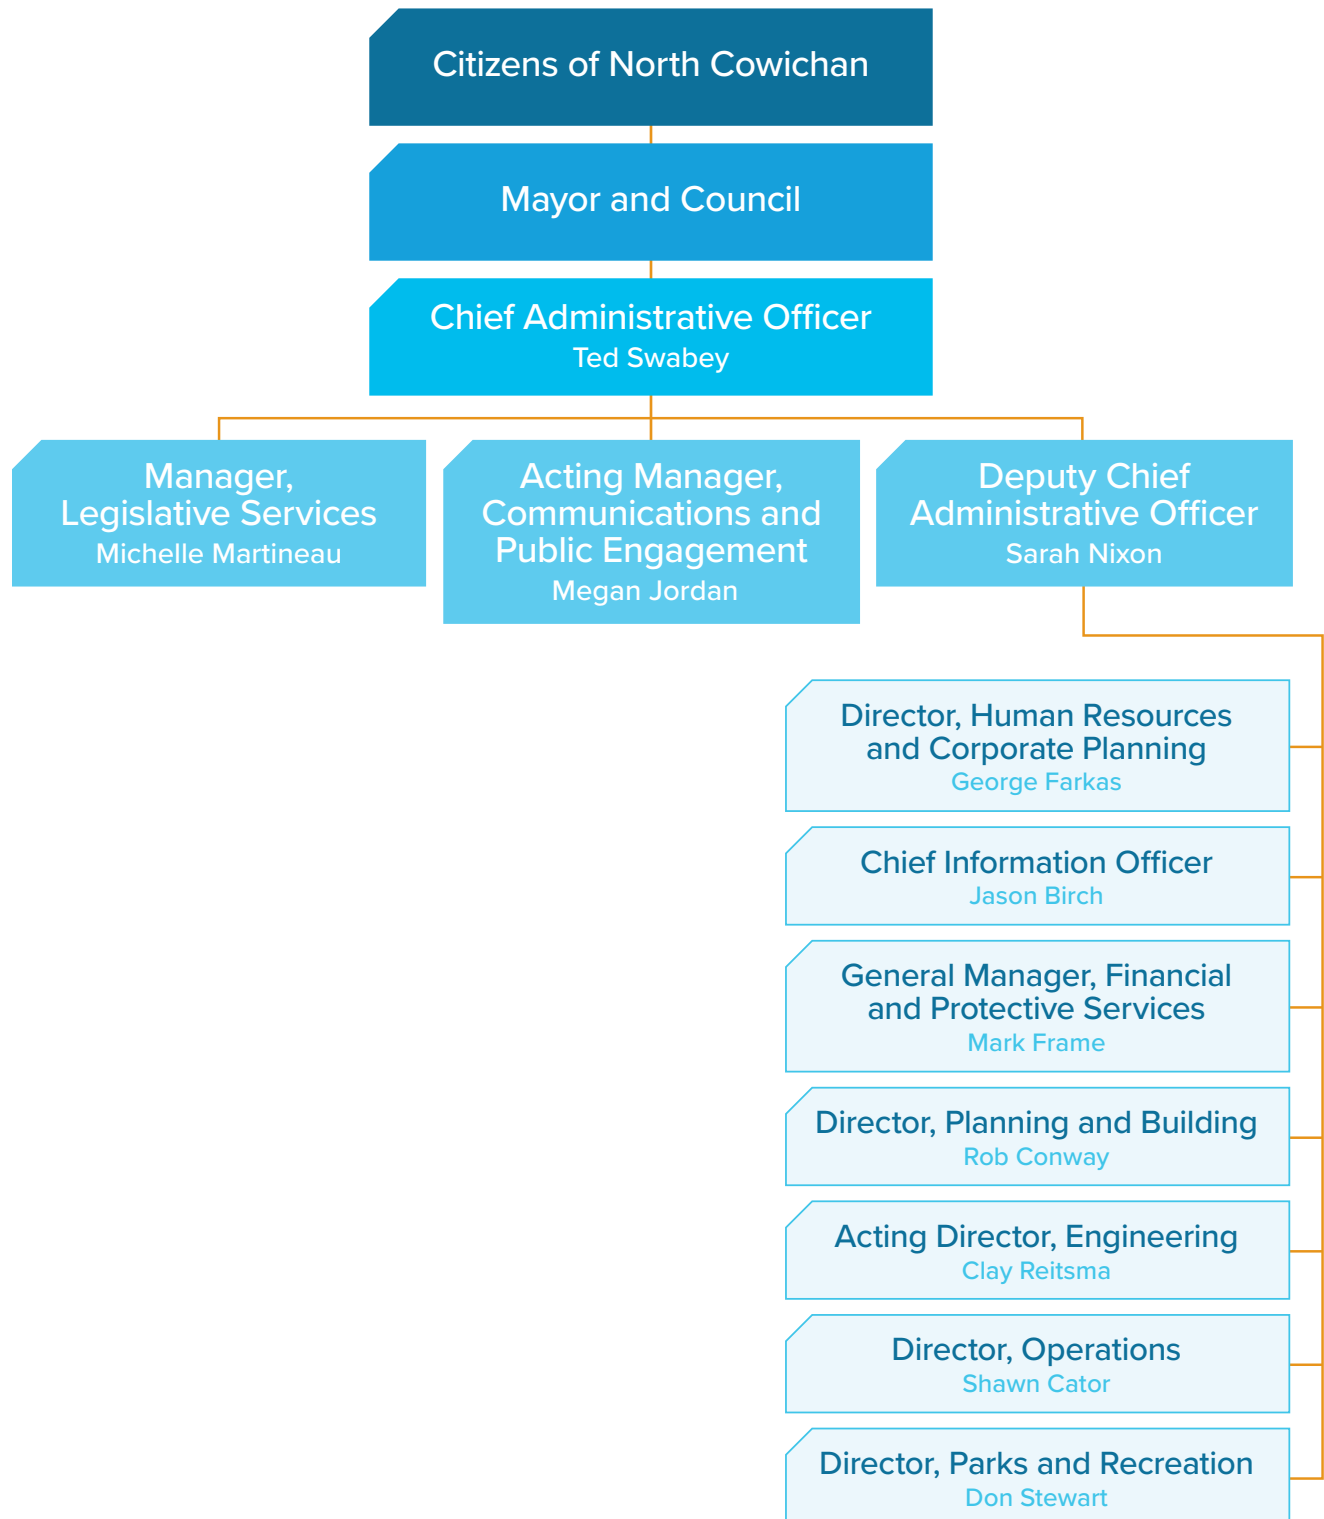 Citizens of North Cowichan
Mayor and Council
Chief Administrative Officer
Ted Swabey
Manager,
Legislative Services
Michelle Martineau
Acting Manager,
Communications and
Public Engagement
Megan Jordan
Deputy Chief
Administrative Officer
Sarah Nixon
Director, Human Resources
and Corporate Planning
George Farkas
Chief Information Officer
Jason Birch
General Manager, Financial
and Protective Services
Mark Frame
Director, Planning and Building
Rob Conway
Acting Director, Engineering
Clay Reitsma
Director, Operations
Shawn Cator
Director, Parks and Recreation
Don Stewart